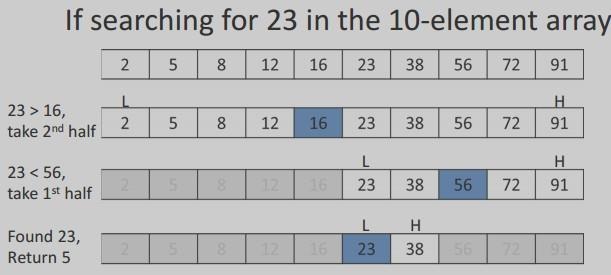 If searching for 23 in the 10-element array
2 5 8 12 16 23 38 56 72 91
L H
23 > 16,
take 2nd half
2 5 8 12 16 23 38 56 72 91
L H
23 < 56,
take 1st half
2 5 8 12 16 23 38 56 72 91
L H
Found 23,
Return 5
2 5 8 12 16 23 38 56 72 91